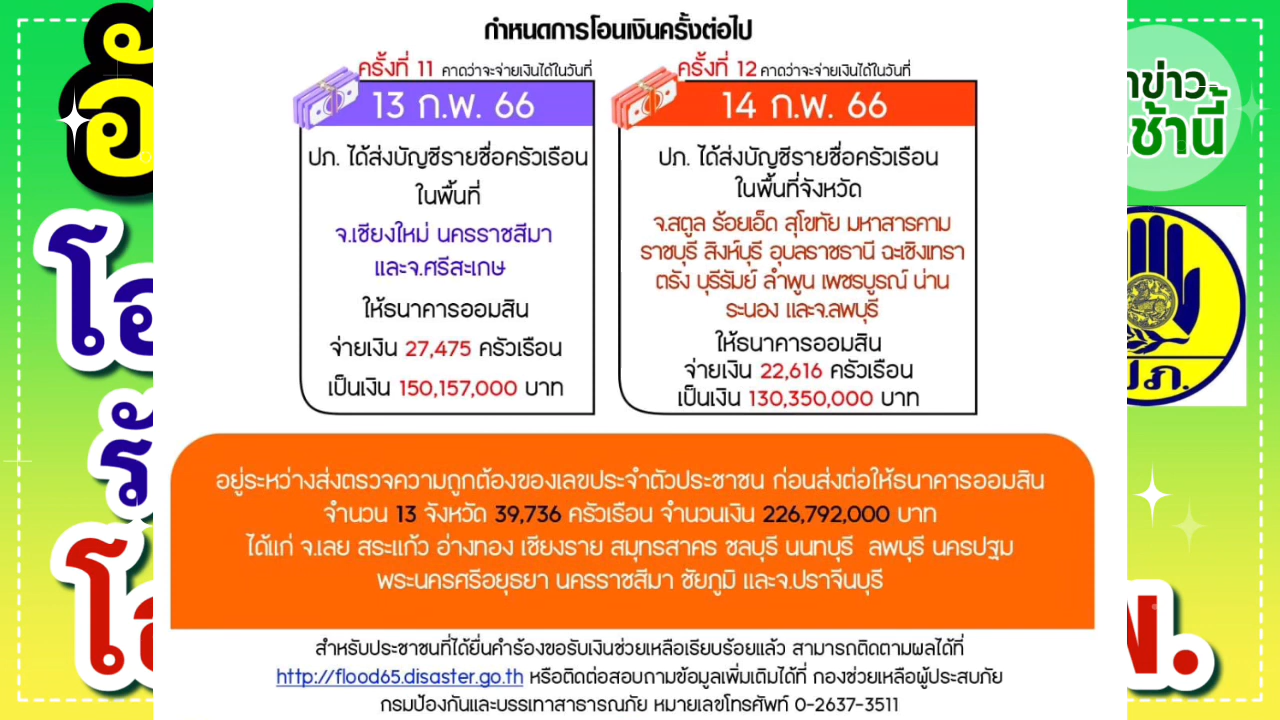 กำหนดการโอนเงินครั้งต่อไป
ครั้งที่ 11 คาดว่าจะจ่ายเงินได้ในวันที่
13 ก.พ. 66
ปภ. ได้ส่งบัญชีรายชื่อครัวเรือน
ในพื้นที่
จ.เชียงใหม่ นครราชสีมา
และจ.ศรีสะเกษ
ให้ธนาคารออมสิน
จ่ายเงิน 27,475 ครัวเรือน
เป็นเงิน 150,157,000 บาท
ครั้งที่ 12 คาดว่าจะจ่ายเงินได้ในวันที่
14 ก.พ. 66
ปภ. ได้ส่งบัญชีรายชื่อครัวเรือน
ในพื้นที่จังหวัด
จ.สตูล ร้อยเอ็ด สุโขทัย มหาสารคาม
ราชบุรี สิงห์บุรี อุบลราชธานี ฉะเชิงเทรา
ตรัง บุรีรัมย์ ลำพูน เพชรบูรณ์ น่าน
ระนอง และจ.ลพบุรี
ให้ธนาคารออมสิน
จ่ายเงิน 22,616 ครัวเรือน
เป็นเงิน 130,350,000 บาท
อยู่ระหว่างส่งตรวจความถูกต้องของเลขประจำตัวประชาชน ก่อนส่งต่อให้ธนาคารออมสิน
จำนวน 13 จังหวัด 39,736 ครัวเรือน จำนวนเงิน 226,792,000 บาท
ได้แก่ จ.เลย สระแก้ว อ่างทอง เชียงราย สมุทรสาคร ชลบุรี นนทบุรี ลพบุรี นครปฐม
พระนครศรีอยุธยา นครราชสีมา ชัยภูมิ และจ.ปราจีนบุรี
สำหรับประชาชนที่ได้ยื่นคำร้องขอรับเงินช่วยเหลือเรียบร้อยแล้ว สามารถติดตามผลได้ที่
http://flood65.disaster.go.th หรือติดต่อสอบถามข้อมูลเพิ่มเติมได้ที่ กองช่วยเหลือผู้ประสบภัย
กรมป้องกันและบรรเทาสาธารณภัย หมายเลขโทรศัพท์ 0-2637-3511